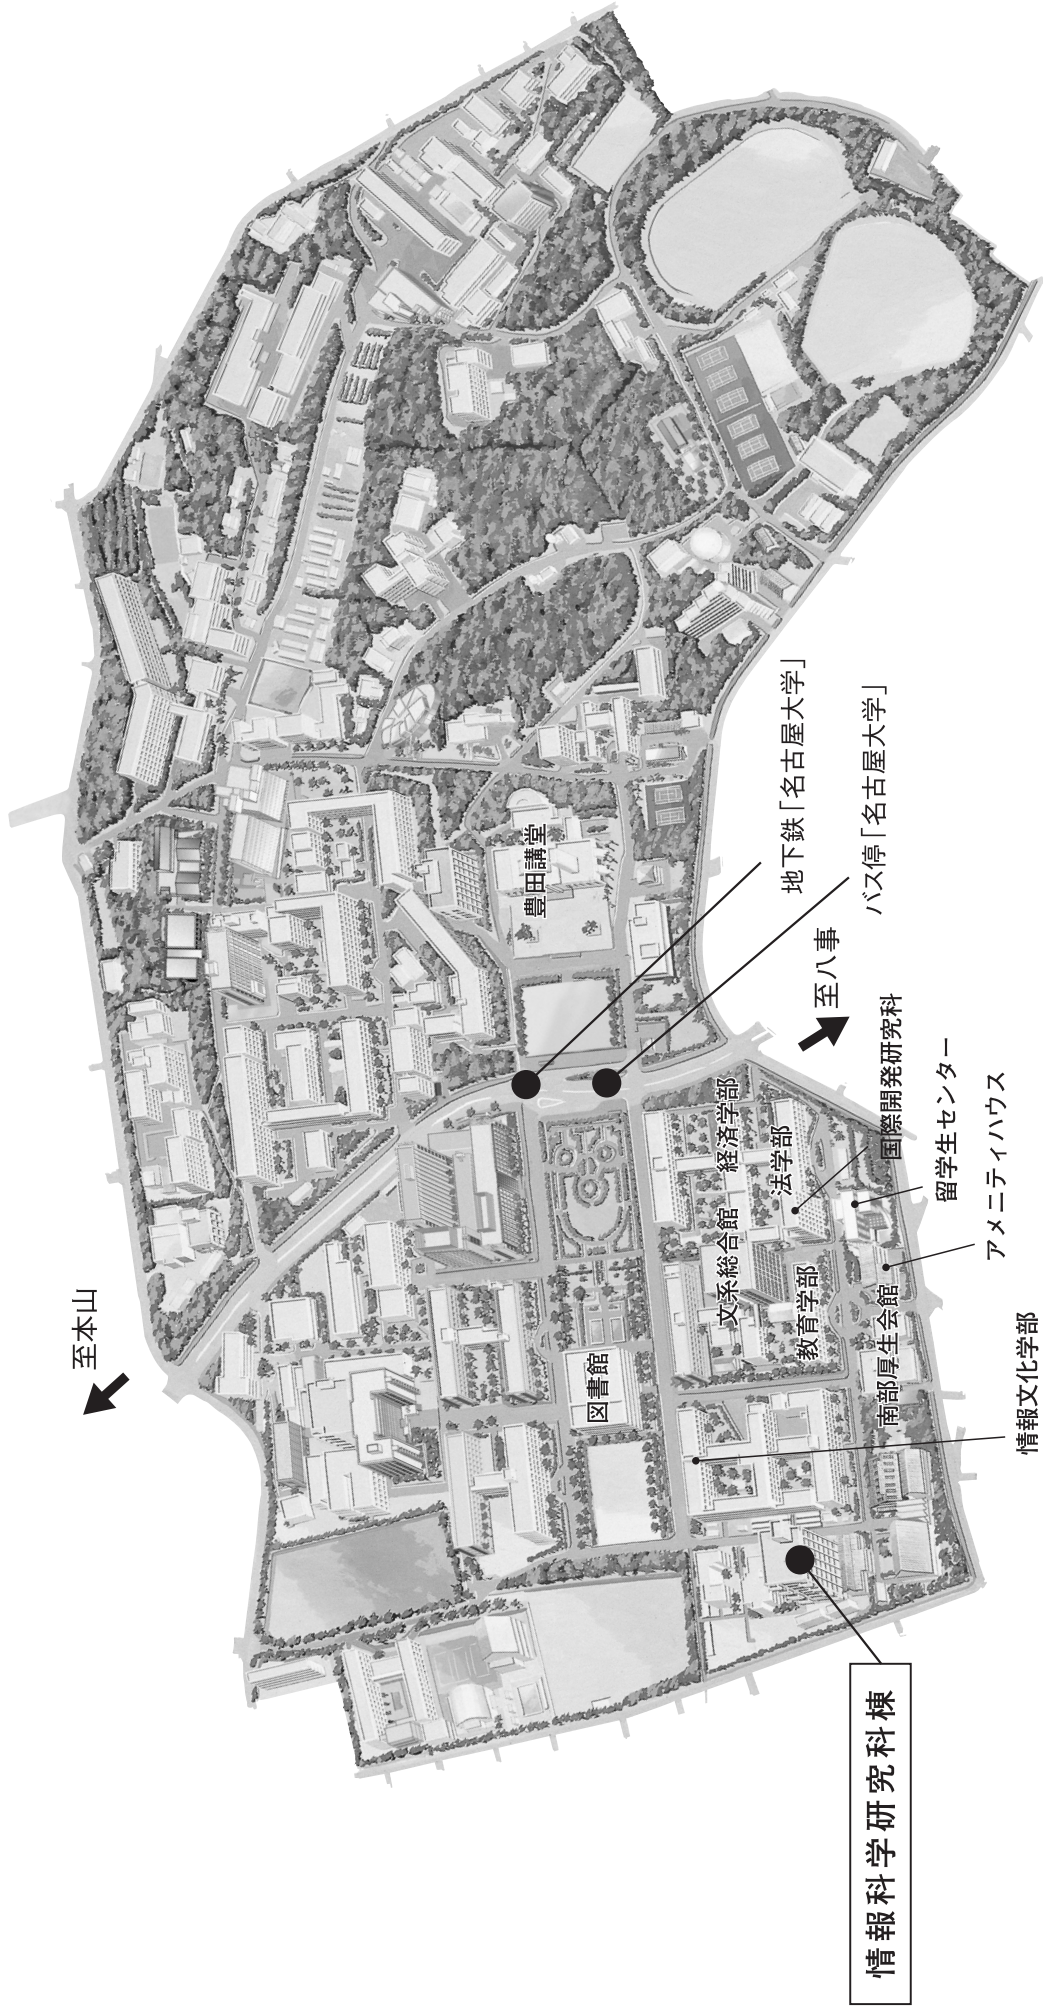 至本山
豊田講堂
地下鉄「名古屋大学」
バス停「名古屋大学」
至八事
国際開発研究科
留学生センター
アメニティハウス
経済学部
法学部
文系総合館
教育学部
図書館
南部厚生会館
情報文化学部
情報科学研究科棟